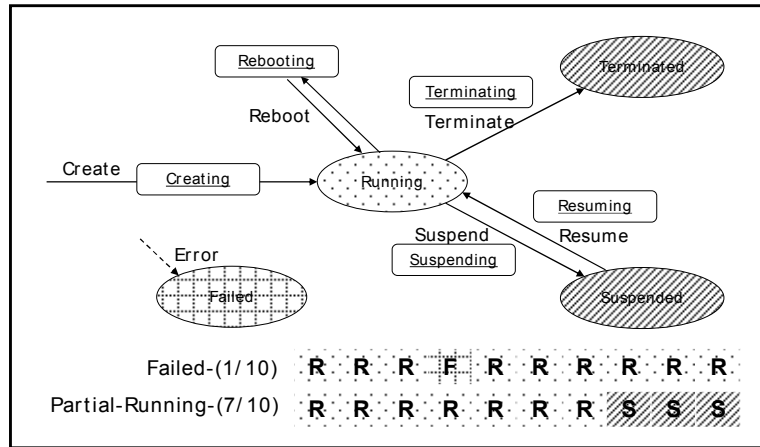 Rebooting
Terminated
Terminating
Reboot
Terminate
Create
Creating
Running
Resuming
Suspend
Resume
Error
Suspending
Failed
Suspended
Failed-(1/10) R R R F R R R R R R
Partial-Running-(7/10) R R R R R R R S S S